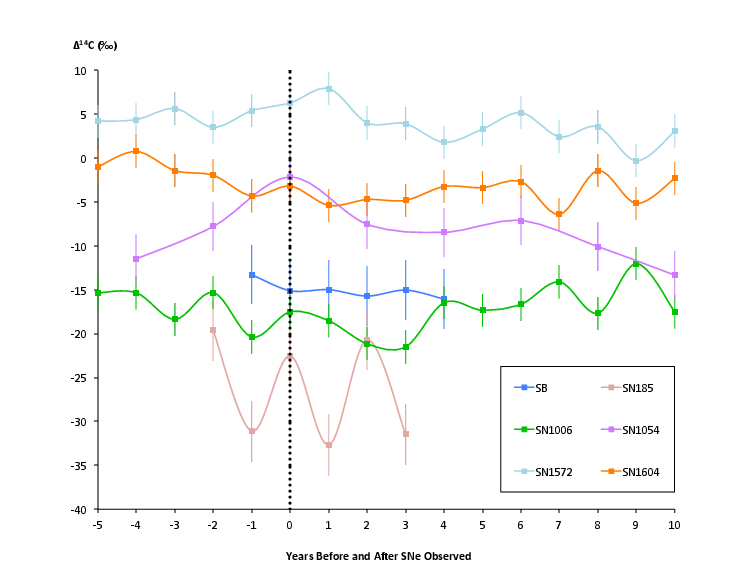 Δ¹⁴C (‰)
10
5
0
-5
-10
-15
-20
-25
-30
-35
-40
SB SN185
SN1006 SN1054
SN1572 SN1604
-5 -4 -3 -2 -1 0 1 2 3 4 5 6 7 8 9 10
Years Before and After SNe Observed